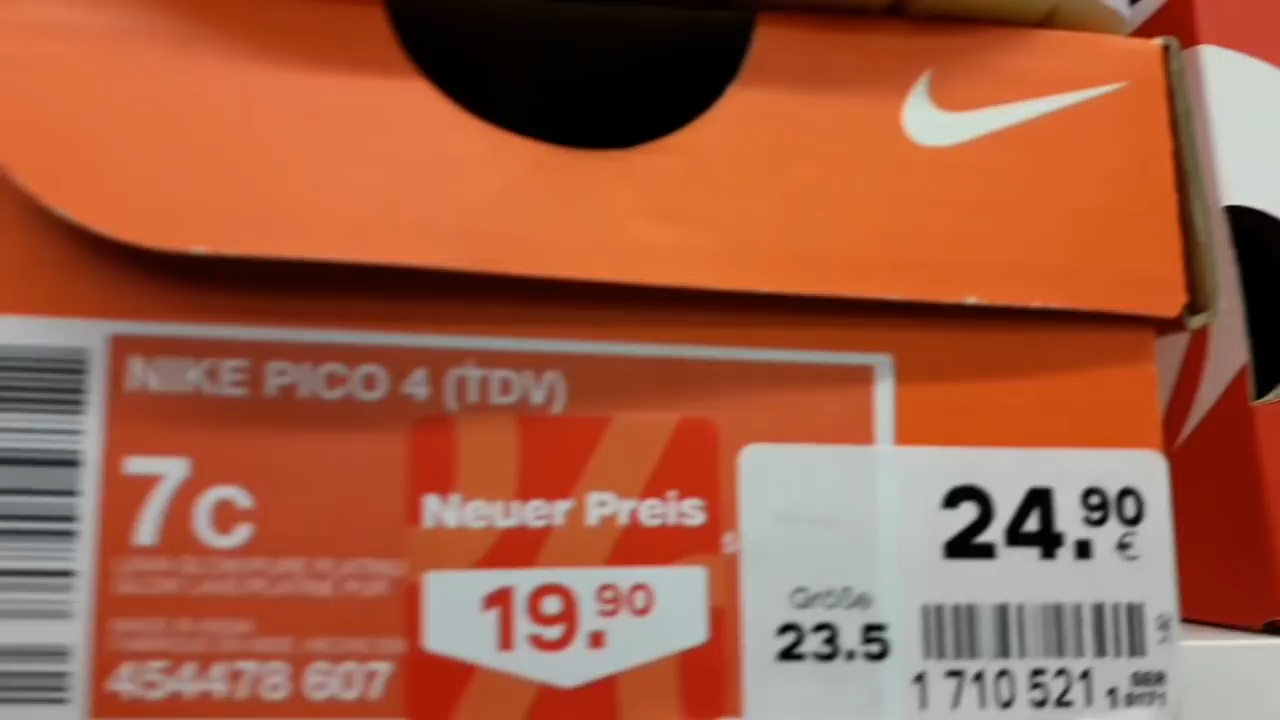 NIKE PICO 4 (TDV)
7C
454478 607
Neuer Preis
19.90
24.90
€
Größe
23.5
1 710 521